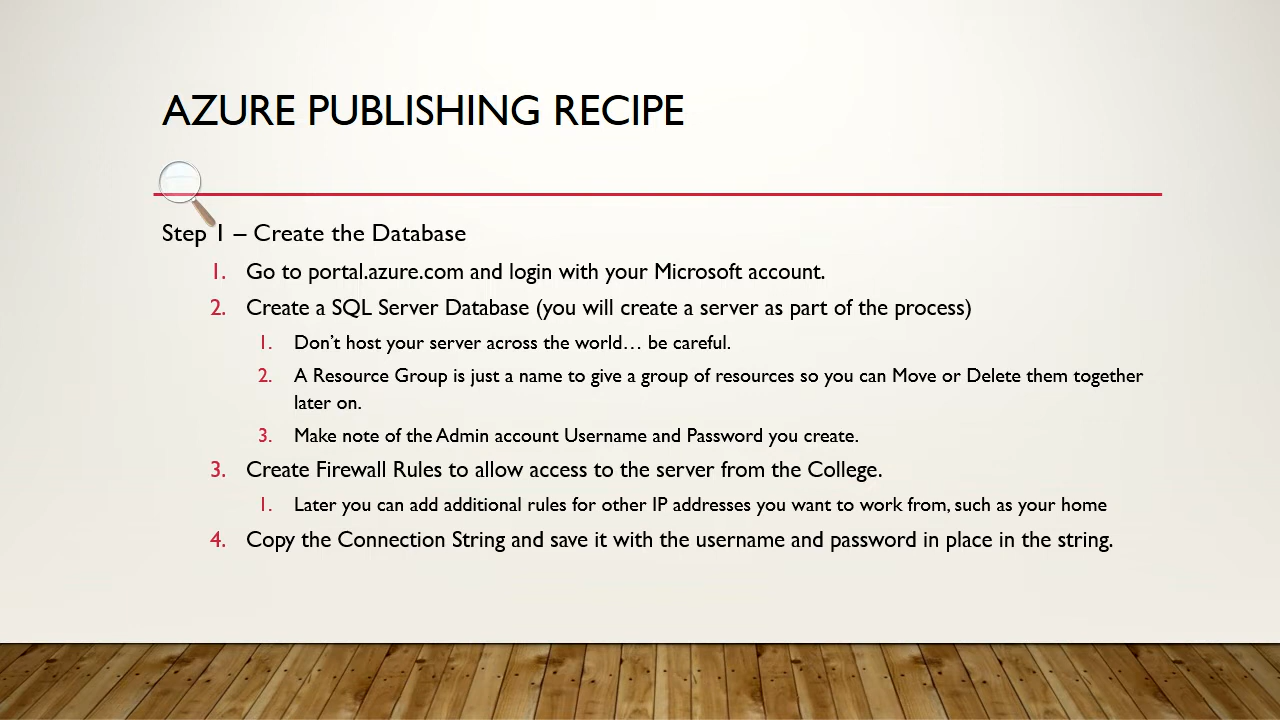 AZURE PUBLISHING RECIPE
Step 1 – Create the Database
1. Go to portal.azure.com and login with your Microsoft account.
2. Create a SQL Server Database (you will create a server as part of the process)
1. Don't host your server across the world… be careful.
2. A Resource Group is just a name to give a group of resources so you can Move or Delete them together
later on.
3. Make note of the Admin account Username and Password you create.
3. Create Firewall Rules to allow access to the server from the College.
1. Later you can add additional rules for other IP addresses you want to work from, such as your home
4. Copy the Connection String and save it with the username and password in place in the string.